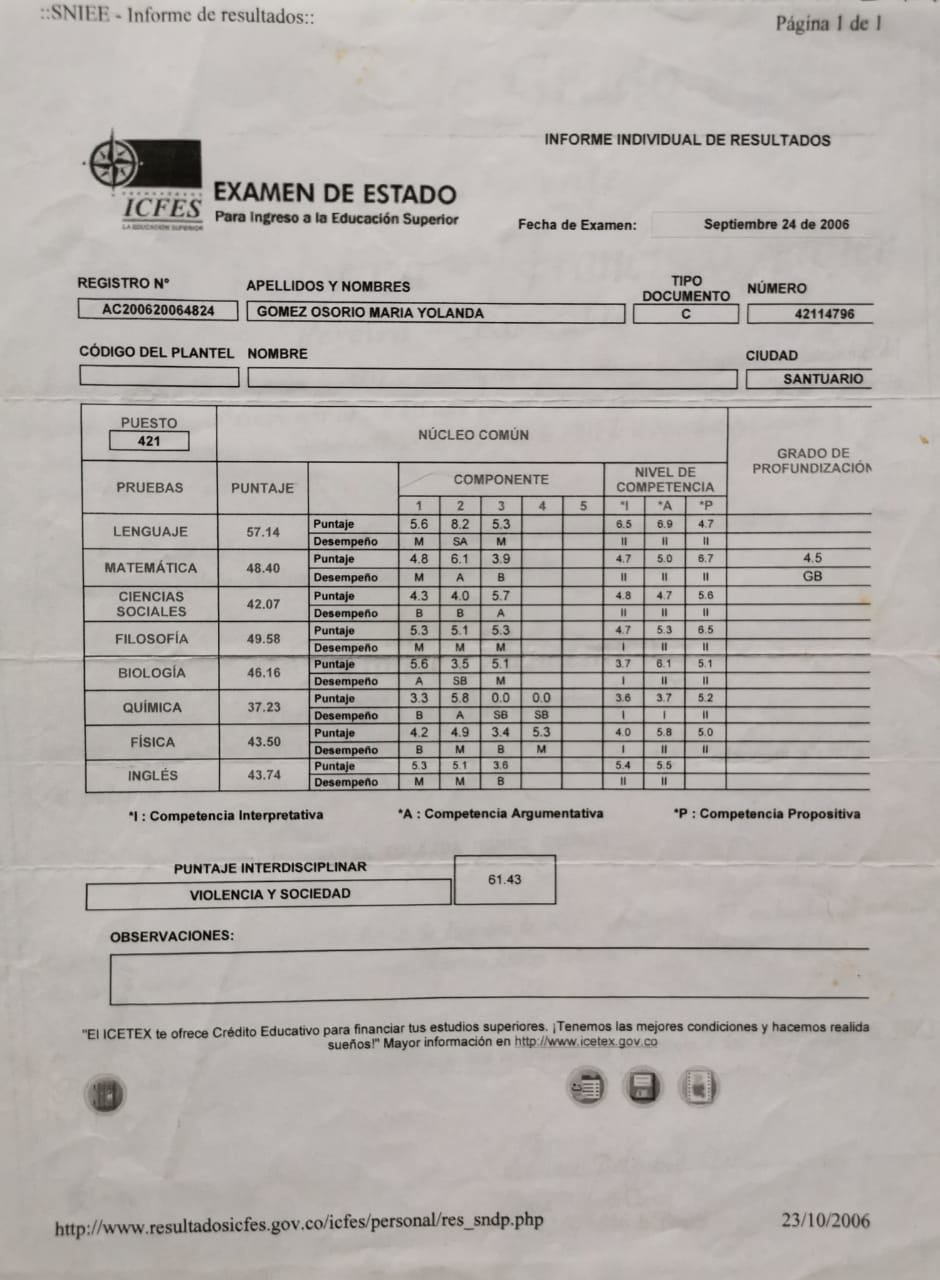 ::SNIEE - Informe de resultados::
Página 1 de 1
INFORME INDIVIDUAL DE RESULTADOS
ICFES
LA EDUCACIÓN SUPERIOR
EXAMEN DE ESTADO
Para Ingreso a la Educación Superior
Fecha de Examen: Septiembre 24 de 2006
REGISTRO Nº APELLIDOS Y NOMBRES TIPO DOCUMENTO NÚMERO
AC200620064824 GOMEZ OSORIO MARIA YOLANDA C 42114796
CÓDIGO DEL PLANTEL NOMBRE CIUDAD
SANTUARIO
PUESTO
421
NÚCLEO COMÚN
GRADO DE
PROFUNDIZACIÓN
PRUEBAS PUNTAJE COMPONENTE NIVEL DE COMPETENCIA
1 2 3 4 5 *I *A *P
LENGUAJE 57.14 Puntaje 5.6 8.2 5.3 6.5 6.9 4.7
Desempeño M SA M II II II
MATEMÁTICA 48.40 Puntaje 4.8 6.1 3.9 4.7 5.0 6.7 4.5
Desempeño M A B II II II GB
CIENCIAS SOCIALES 42.07 Puntaje 4.3 4.0 5.7 4.8 4.7 5.6
Desempeño B B A II II II
FILOSOFÍA 49.58 Puntaje 5.3 5.1 5.3 4.7 5.3 6.5
Desempeño M M M I II II
BIOLOGÍA 46.16 Puntaje 5.6 3.5 5.1 3.7 6.1 5.1
Desempeño A SB M I II II
QUÍMICA 37.23 Puntaje 3.3 5.8 0.0 0.0 3.6 3.7 5.2
Desempeño B A SB SB I I II
FÍSICA 43.50 Puntaje 4.2 4.9 3.4 5.3 4.0 5.8 5.0
Desempeño B M B M I II II
INGLÉS 43.74 Puntaje 5.3 5.1 3.6 5.4 5.5
Desempeño M M B II II
*I : Competencia Interpretativa *A : Competencia Argumentativa *P : Competencia Propositiva
PUNTAJE INTERDISCIPLINAR
VIOLENCIA Y SOCIEDAD 61.43
OBSERVACIONES:
"El ICETEX te ofrece Crédito Educativo para financiar tus estudios superiores. ¡Tenemos las mejores condiciones y hacemos realida
sueños!" Mayor información en http://www.icetex.gov.co
http://www.resultadosicfes.gov.co/icfes/personal/res_sndp.php
23/10/2006